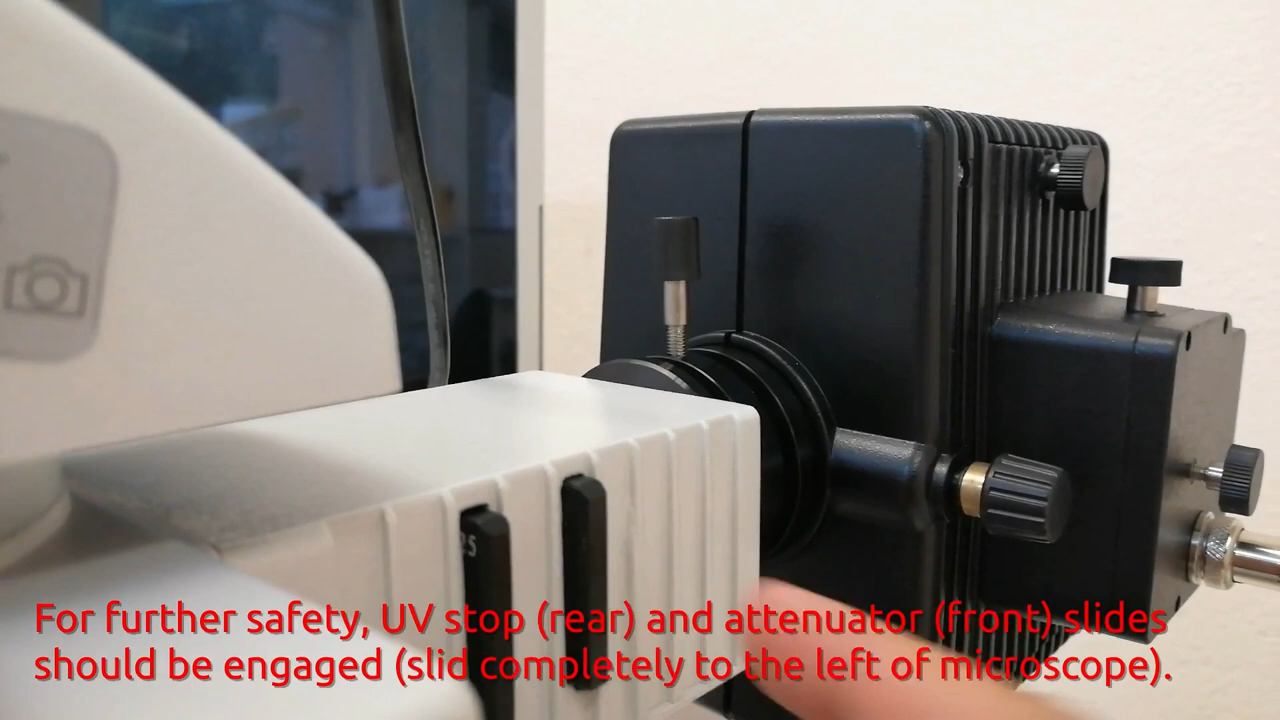 25
For further safety, UV stop (rear) and attenuator (front) slides
should be engaged (slid completely to the left of microscope).